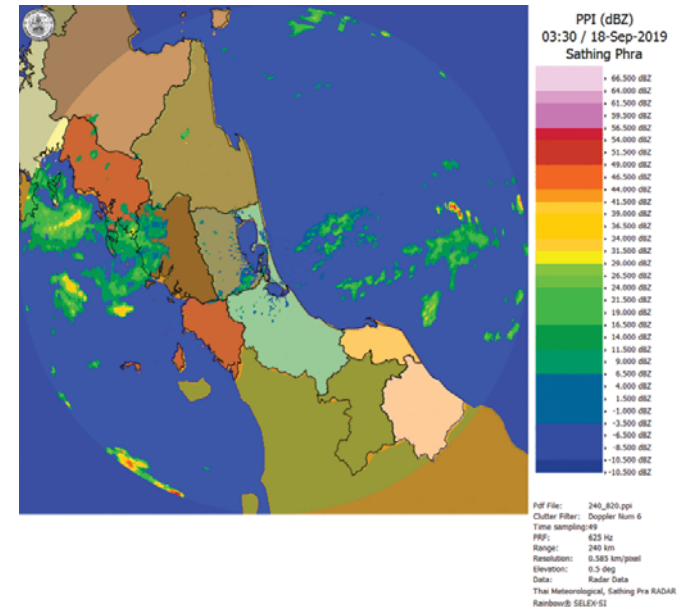 PPI (dBZ)
03:30 / 18-Sep-2019
Sathing Phra
66.500 dBZ
64.000 dBZ
61.500 dBZ
59.500 dBZ
56.500 dBZ
54.000 dBZ
51.500 dBZ
49.000 dBZ
46.500 dBZ
44.000 dBZ
41.500 dBZ
39.000 dBZ
36.500 dBZ
24.000 dBZ
31.500 dBZ
29.000 dBZ
26.500 dBZ
24.000 dBZ
21.500 dBZ
19.000 dBZ
16.500 dBZ
14.000 dBZ
11.500 dBZ
9.000 dBZ
6.500 dBZ
4.000 dBZ
1.500 dBZ
-1.000 dBZ
-3.500 dBZ
-6.500 dBZ
-8.500 dBZ
-10.500 dBZ
-10.500 dBZ
Pdf File: 240_820.ppi
Clutter Filter: Doppler Num 6
Time sampling:49
PRF: 625 Hz
Range: 240 km
Resolution: 0.585 km/pixel
Elevation: 0.5 deg
Data: Radar Data
Thai Meteorological, Sathing Pra RADAR
Rainbow® SELEX-SI